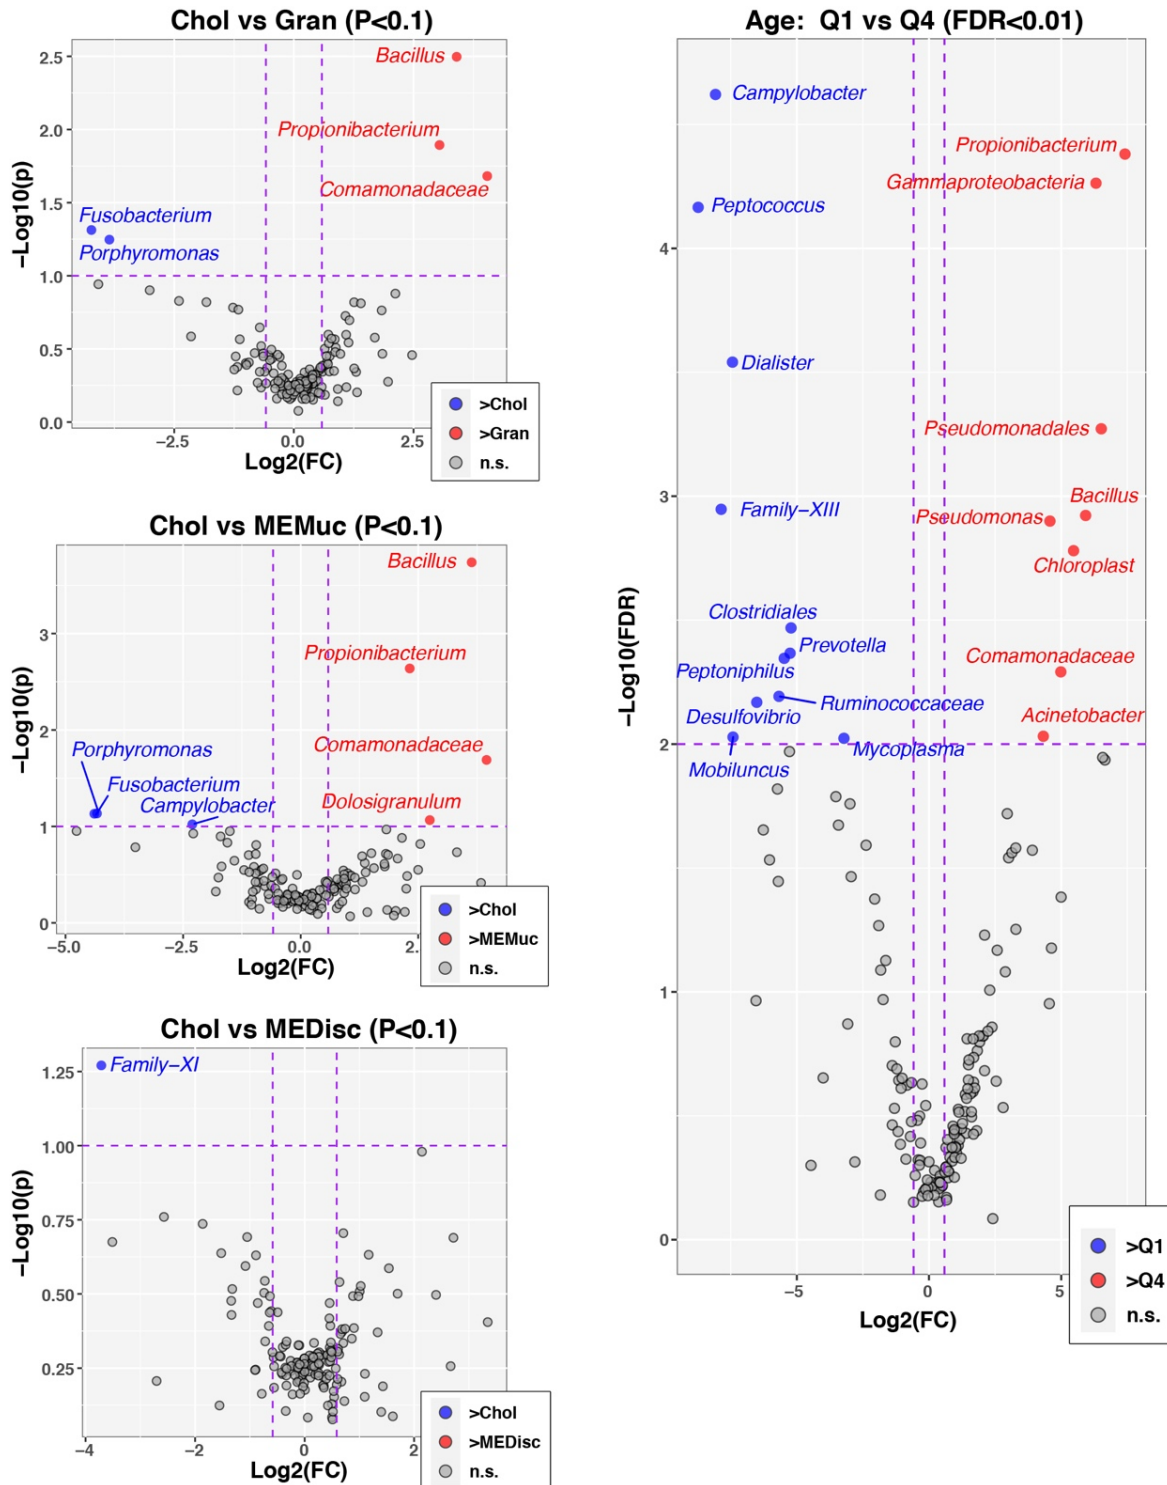 Chol vs Gran (P<0.1)
−Log10(p)
2.5
2.0
1.5
1.0
0.5
0.0
Bacillus
Propionibacterium
Comamonadaceae
Fusobacterium
Porphyromonas
−2.5
0.0
2.5
Log2(FC)
>Chol
>Gran
n.s.
Chol vs MEMuc (P<0.1)
−Log10(p)
3
2
1
0
Bacillus
Propionibacterium
Comamonadaceae
Dolosigranulum
Porphyromonas
Fusobacterium
Campylobacter
−5.0
−2.5
0.0
2.
Log2(FC)
>Chol
>MEMuc
n.s.
Chol vs MEDisc (P<0.1)
−Log10(p)
1.25
1.00
0.75
0.50
0.25
Family−XI
−4
−2
0
2
Log2(FC)
>Chol
>MEDisc
n.s.
Age: Q1 vs Q4 (FDR<0.01)
−Log10(FDR)
4
3
2
1
0
Campylobacter
Propionibacterium
Gammaproteobacteria
Peptococcus
Dialister
Pseudomonadales
Bacillus
Family−XIII
Pseudomonas
Chloroplast
Clostridiales
Prevotella
Comamonadaceae
Peptoniphilus
Ruminococcaceae
Desulfovibrio
Acinetobacter
Mycoplasma
Mobiluncus
−5
0
5
Log2(FC)
>Q1
>Q4
n.s.